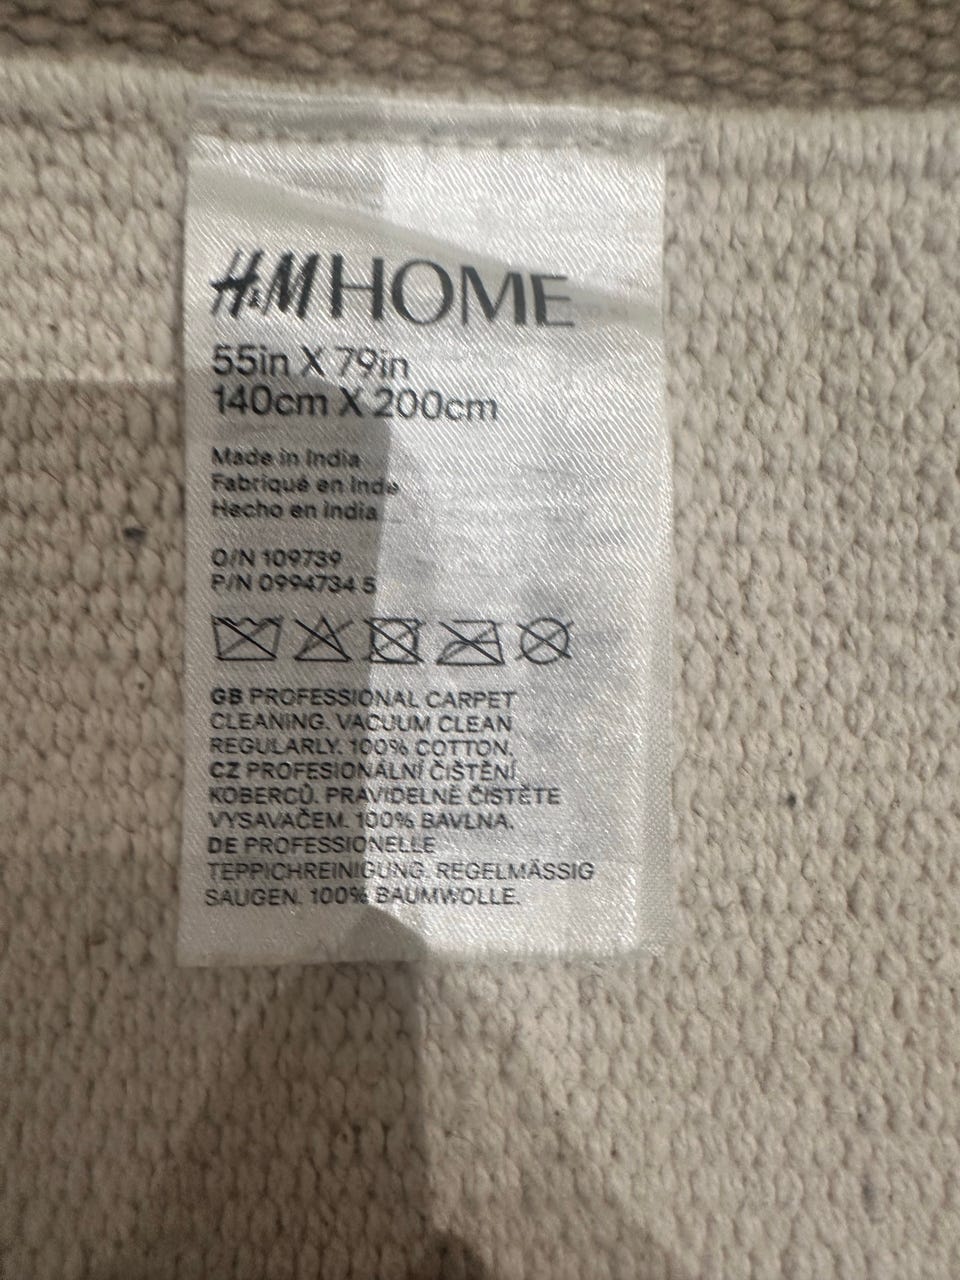 H&M HOME
55in X 79in
140cm X 200cm
Made in India
Fabriqué en Inde
Hecho en India
O/N 109739
P/N 0994734 5
GB PROFESSIONAL CARPET
CLEANING. VACUUM CLEAN
REGULARLY. 100% COTTON.
CZ PROFESIONÁLNÍ ČIŠTĚNÍ
KOBERCŮ. PRAVIDELNĚ ČISTĚTE
VYSAVAČEM. 100% BAVLNA.
DE PROFESSIONELLE
TEPPICHREINIGUNG. REGELMÄSSIG
SAUGEN. 100% BAUMWOLLE.